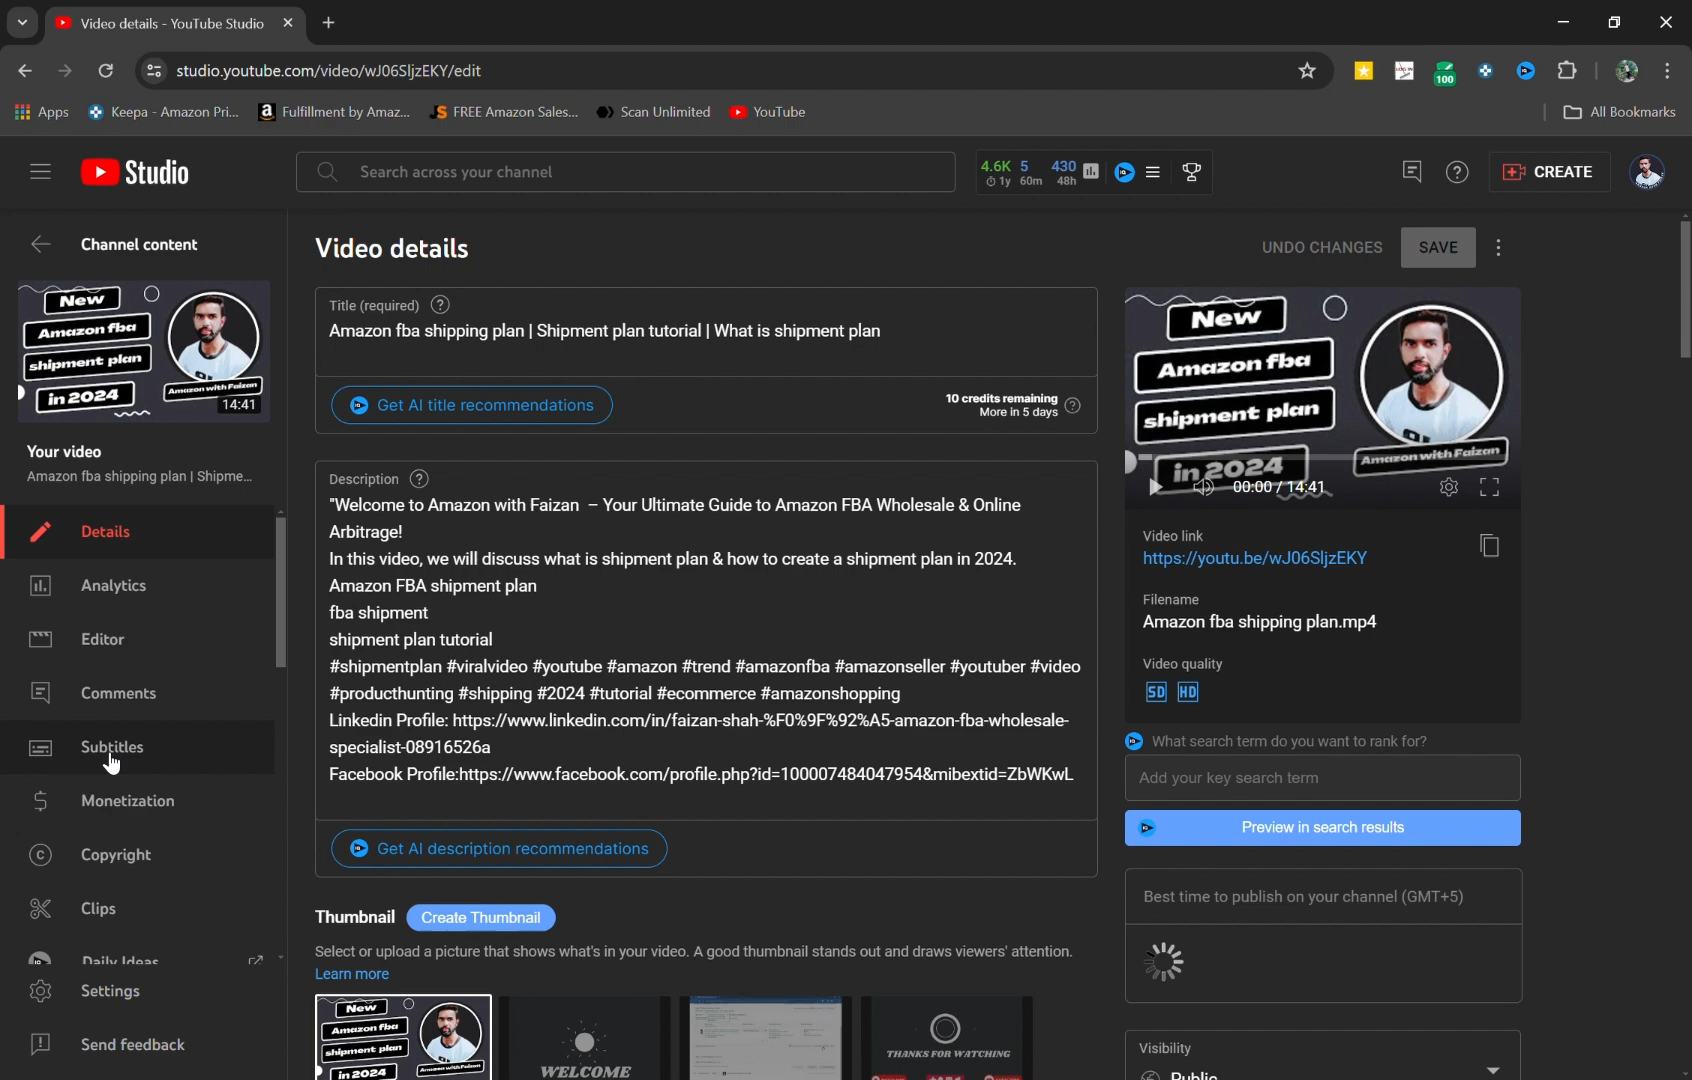 Video details - YouTube Studio
studio.youtube.com/video/wJ06SljzEKY/edit
100
Apps
Keepa - Amazon Pri...
Fulfillment by Amaz...
FREE Amazon Sales...
Scan Unlimited
YouTube
All Bookmarks
Studio
Search across your channel
4.6K 5 430
1y 60m 48h
CREATE
Channel content
New
Amazon fba
shipment plan
in 2024
Amazon with Faizan
14:41
Your video
Amazon fba shipping plan | Shipme...
Details
Analytics
Editor
Comments
Subtitles
Monetization
Copyright
Clips
Daily Ideas
Settings
Send feedback
Video details
UNDO CHANGES
SAVE
Title (required)
Amazon fba shipping plan | Shipment plan tutorial | What is shipment plan
Get AI title recommendations
10 credits remaining
More in 5 days
Description
"Welcome to Amazon with Faizan – Your Ultimate Guide to Amazon FBA Wholesale & Online
Arbitrage!
In this video, we will discuss what is shipment plan & how to create a shipment plan in 2024.
Amazon FBA shipment plan
fba shipment
shipment plan tutorial
#shipmentplan #viralvideo #youtube #amazon #trend #amazonfba #amazonseller #youtuber #video
#producthunting #shipping #2024 #tutorial #ecommerce #amazonshopping
Linkedin Profile: https://www.linkedin.com/in/faizan-shah-%F0%9F%92%A5-amazon-fba-wholesale-
specialist-08916526a
Facebook Profile:https://www.facebook.com/profile.php?id=100007484047954&mibextid=ZbWKwL
Get AI description recommendations
Thumbnail
Create Thumbnail
Select or upload a picture that shows what's in your video. A good thumbnail stands out and draws viewers' attention.
Learn more
New
Amazon fba
shipment plan
in 2024
Amazon with Faizan
WELCOME
THANKS FOR WATCHING
New
Amazon fba
shipment plan
in 2024
Amazon with Faizan
00:00 / 14:41
Video link
https://youtu.be/wJ06SljzEKY
Filename
Amazon fba shipping plan.mp4
Video quality
SD HD
What search term do you want to rank for?
Add your key search term
Preview in search results
Best time to publish on your channel (GMT+5)
Visibility
Public